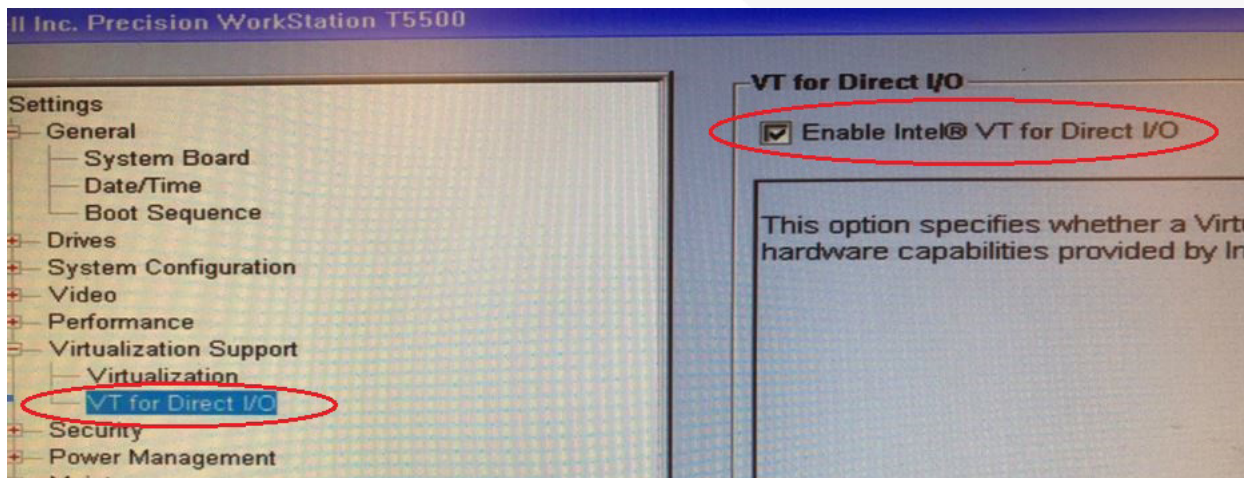 ll Inc. Precision WorkStation T5500
Settings
General
System Board
Date/Time
Boot Sequence
Drives
System Configuration
Video
Performance
Virtualization Support
Virtualization
VT for Direct I/O
Security
Power Management
VT for Direct I/O
Enable Intel® VT for Direct I/O
This option specifies whether a Virtu
hardware capabilities provided by In